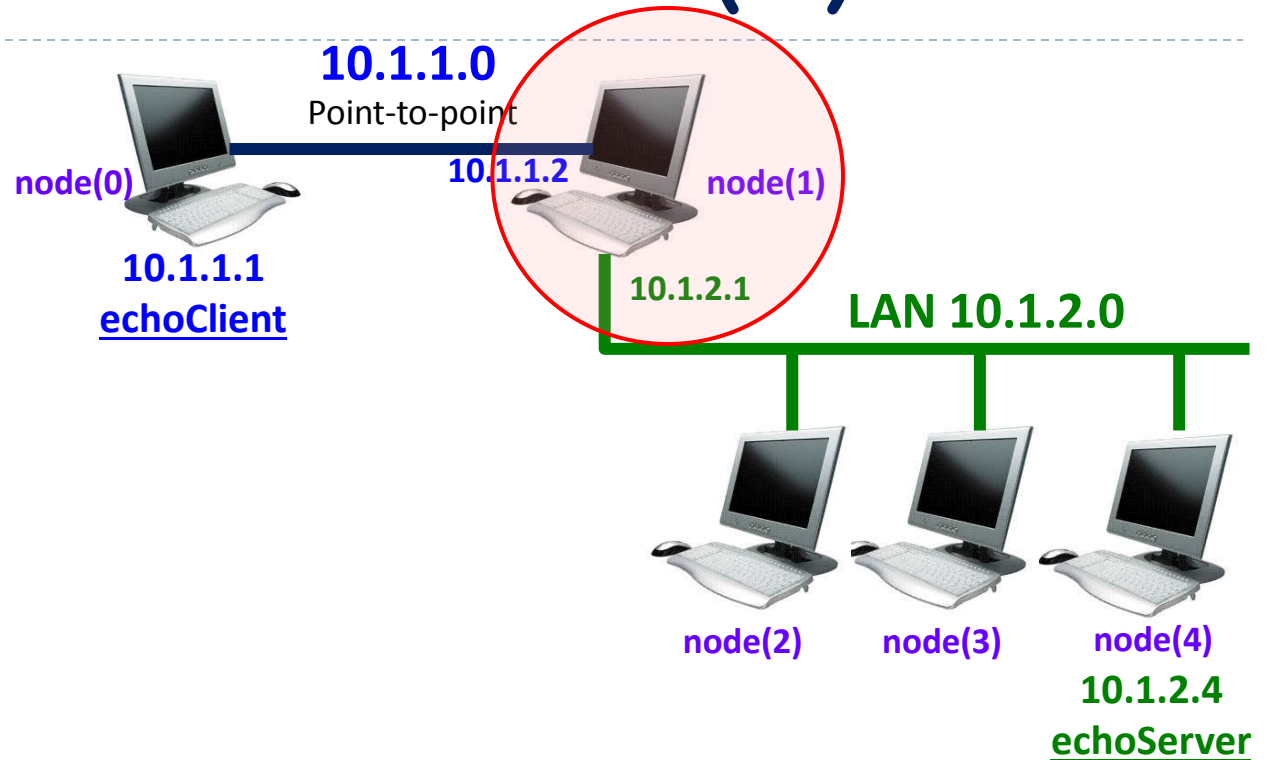 10.1.1.0
Point-to-point
10.1.1.2
node(0)
node(1)
10.1.1.1
echoClient
10.1.2.1
LAN 10.1.2.0
node(2)
node(3)
node(4)
10.1.2.4
echoServer